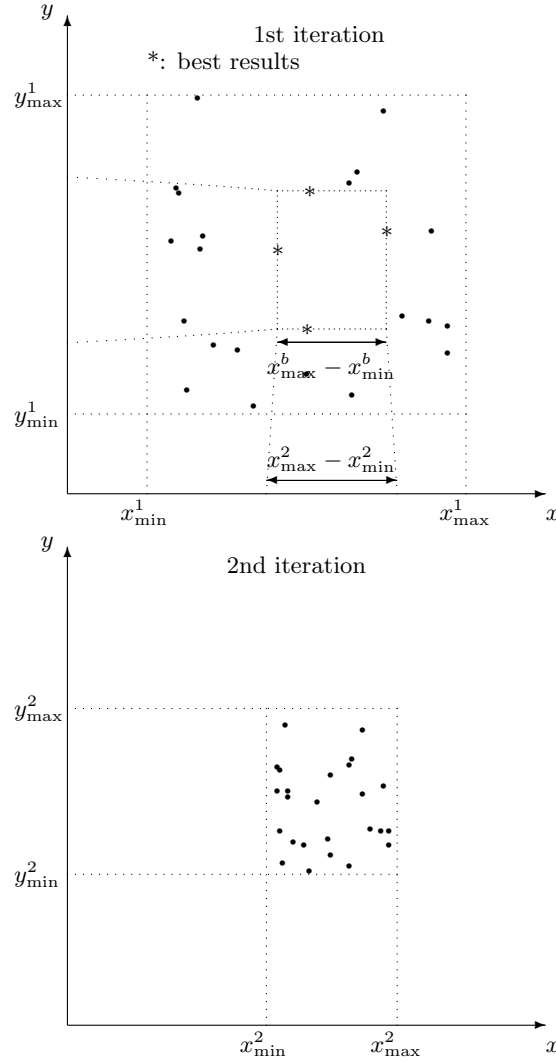 y
1st iteration
*: best results
y^1_max
x^b_max − x^b_min
y^1_min
x^2_max − x^2_min
x^1_min
x^1_max
x
y
2nd iteration
y^2_max
y^2_min
x^2_min
x^2_max
x